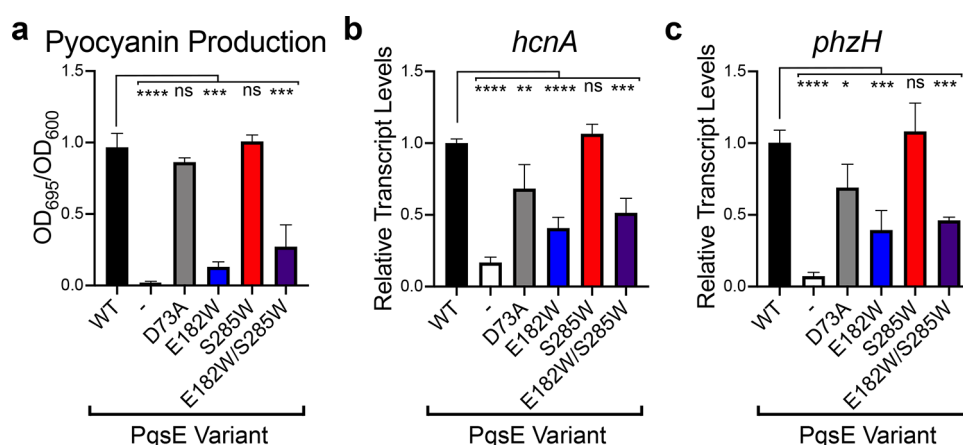 a Pyocyanin Production
OD695/OD600
1.5
1.0
0.5
0.0
**** ns *** ns ***
WT
-
D73A
E182W
S285W
E182W/S285W
PqsE Variant
b hcnA
Relative Transcript Levels
1.5
1.0
0.5
0.0
**** ** **** ns ***
WT
-
D73A
E182W
S285W
E182W/S285W
PqsE Variant
c phzH
Relative Transcript Levels
1.5
1.0
0.5
0.0
**** * *** ns ***
WT
-
D73A
E182W
S285W
E182W/S285W
PqsE Variant